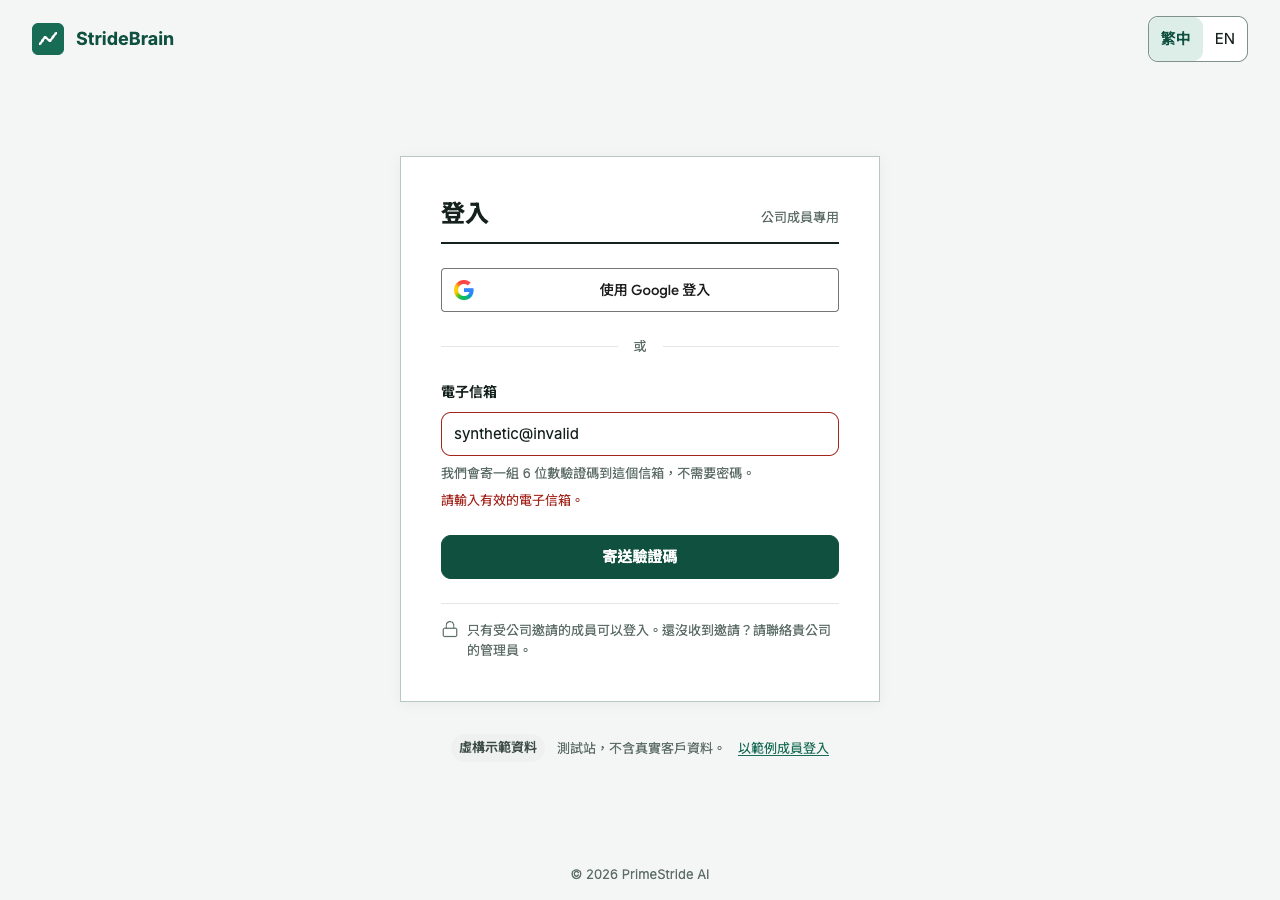 StrideBrain
繁中 EN
登入
公司成員專用
使用 Google 登入
或
電子信箱
synthetic@invalid
我們會寄一組 6 位數驗證碼到這個信箱，不需要密碼。
請輸入有效的電子信箱。
寄送驗證碼
只有受公司邀請的成員可以登入。還沒收到邀請？請聯絡貴公司
的管理員。
虛構示範資料 測試站，不含真實客戶資料。 以範例成員登入
© 2026 PrimeStride AI